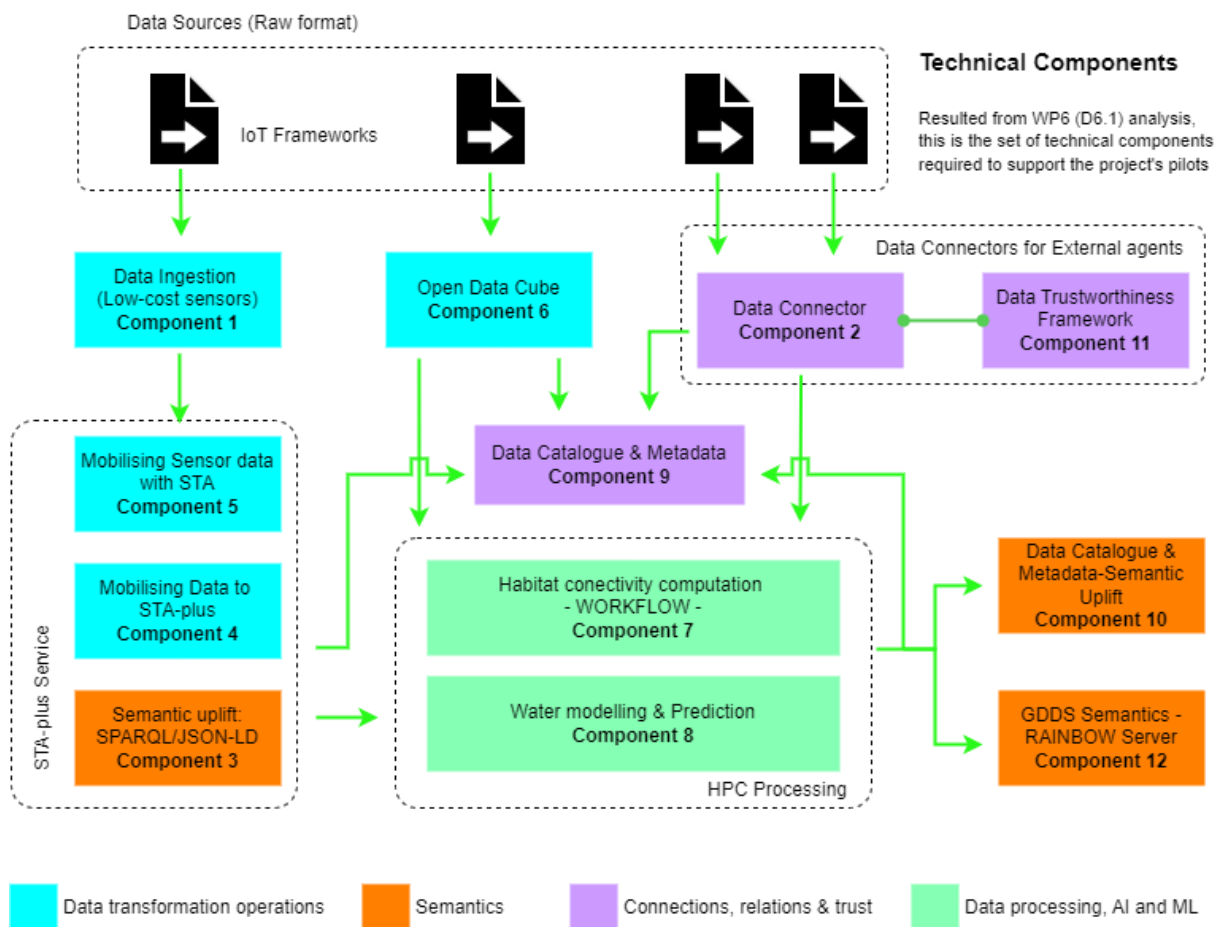 Data Sources (Raw format)
IoT Frameworks
Technical Components
Resulted from WP6 (D6.1) analysis,
this is the set of technical components
required to support the project's pilots
Data Ingestion
(Low-cost sensors)
Component 1
Open Data Cube
Component 6
Data Connectors for External agents
Data Connector
Component 2
Data Trustworthiness
Framework
Component 11
Mobilising Sensor data
with STA
Component 5
Data Catalogue & Metadata
Component 9
Mobilising Data to
STA-plus
Component 4
Semantic uplift:
SPARQL/JSON-LD
Component 3
STA-plus Service
Habitat conectivity computation
- WORKFLOW -
Component 7
Water modelling & Prediction
Component 8
HPC Processing
Data Catalogue &
Metadata-Semantic
Uplift
Component 10
GDDS Semantics -
RAINBOW Server
Component 12
Data transformation operations
Semantics
Connections, relations & trust
Data processing, AI and ML